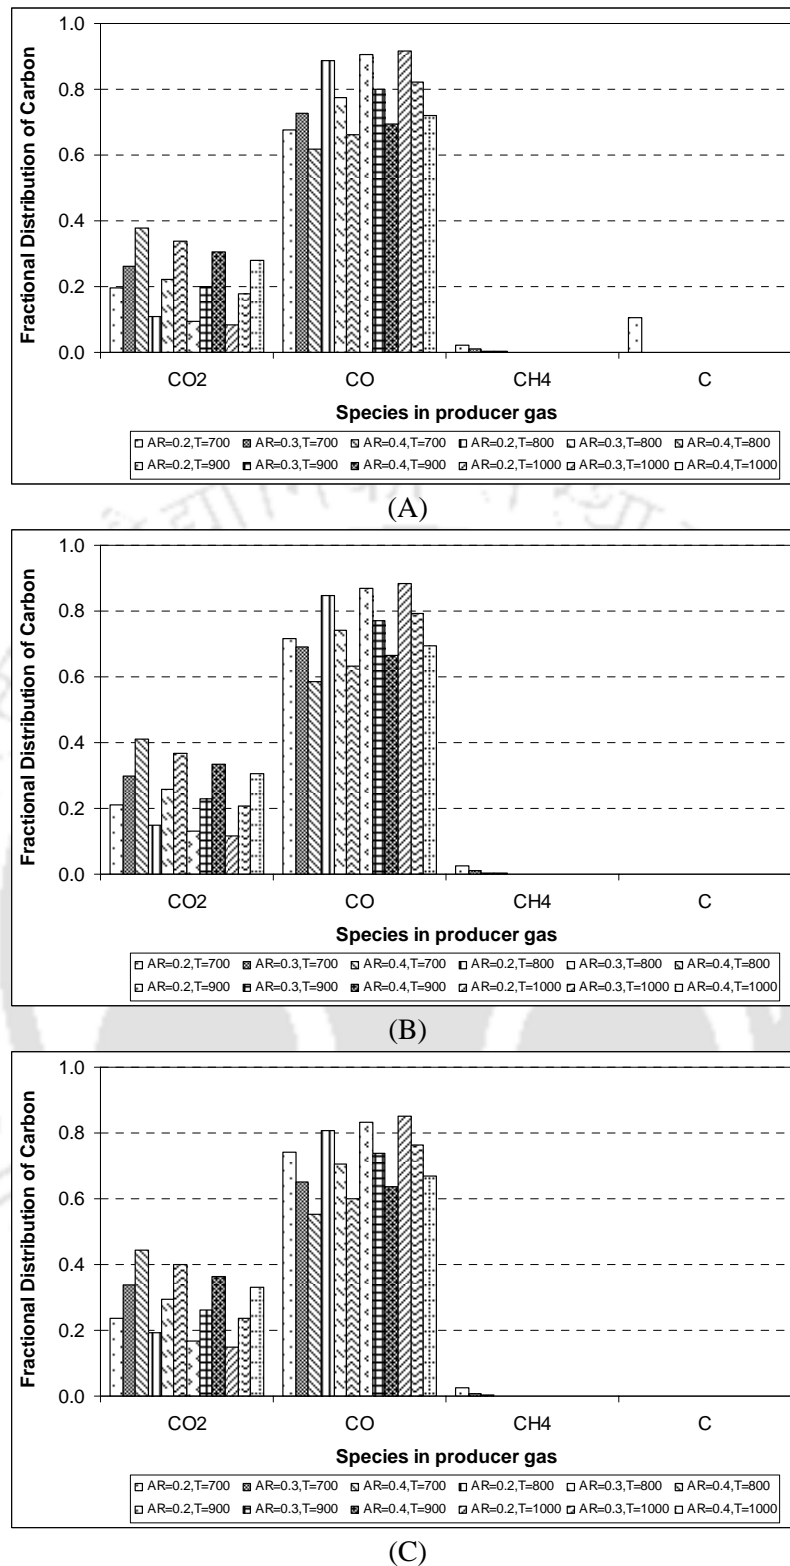 1.0
0.8
0.6
0.4
0.2
0.0
Fractional Distribution of Carbon
CO2 CO CH4 C
Species in producer gas
AR=0.2,T=700 AR=0.3,T=700 AR=0.4,T=700 AR=0.2,T=800 AR=0.3,T=800 AR=0.4,T=800
AR=0.2,T=900 AR=0.3,T=900 AR=0.4,T=900 AR=0.2,T=1000 AR=0.3,T=1000 AR=0.4,T=1000
(A)
1.0
0.8
0.6
0.4
0.2
0.0
Fractional Distribution of Carbon
CO2 CO CH4 C
Species in producer gas
AR=0.2,T=700 AR=0.3,T=700 AR=0.4,T=700 AR=0.2,T=800 AR=0.3,T=800 AR=0.4,T=800
AR=0.2,T=900 AR=0.3,T=900 AR=0.4,T=900 AR=0.2,T=1000 AR=0.3,T=1000 AR=0.4,T=1000
(B)
1.0
0.8
0.6
0.4
0.2
0.0
Fractional Distribution of Carbon
CO2 CO CH4 C
Species in producer gas
AR=0.2,T=700 AR=0.3,T=700 AR=0.4,T=700 AR=0.2,T=800 AR=0.3,T=800 AR=0.4,T=800
AR=0.2,T=900 AR=0.3,T=900 AR=0.4,T=900 AR=0.2,T=1000 AR=0.3,T=1000 AR=0.4,T=1000
(C)